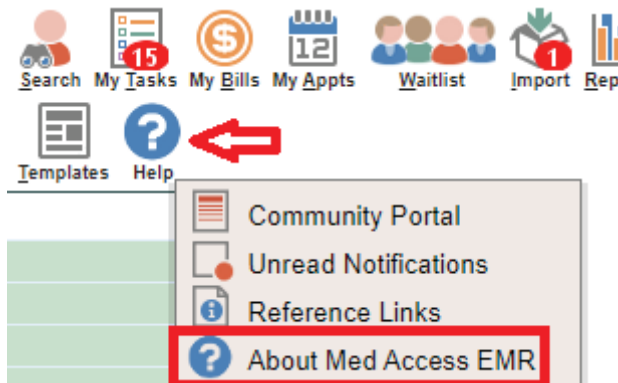 15
12
1
Search My Tasks My Bills My Appts Waitlist Import Rep
Templates Help
Community Portal
Unread Notifications
Reference Links
About Med Access EMR